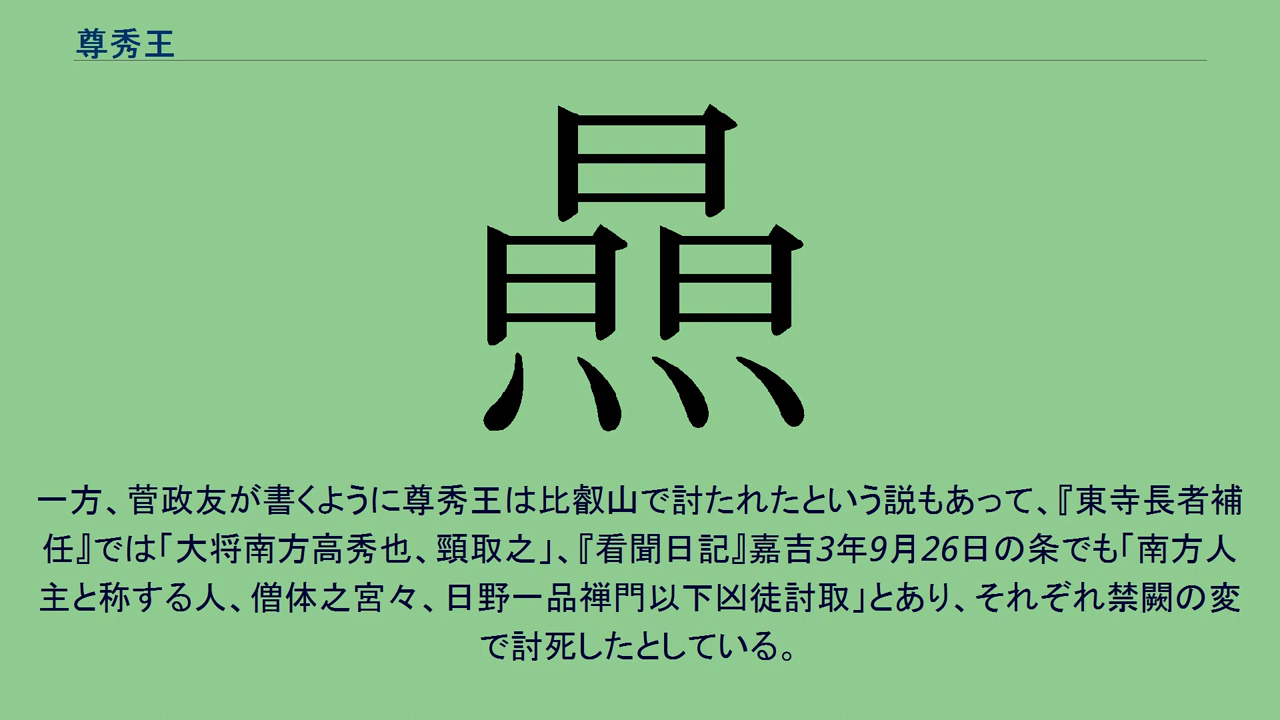 尊秀王
一方、菅政友が書くように尊秀王は比叡山で討たれたという説もあって、『東寺長者補
任』では「大将南方高秀也、頸取之」、『看聞日記』嘉吉3年9月26日の条でも「南方人
主と称する人、僧体之宮々、日野一品禅門以下凶徒討取」とあり、それぞれ禁闕の変
で討死したとしている。